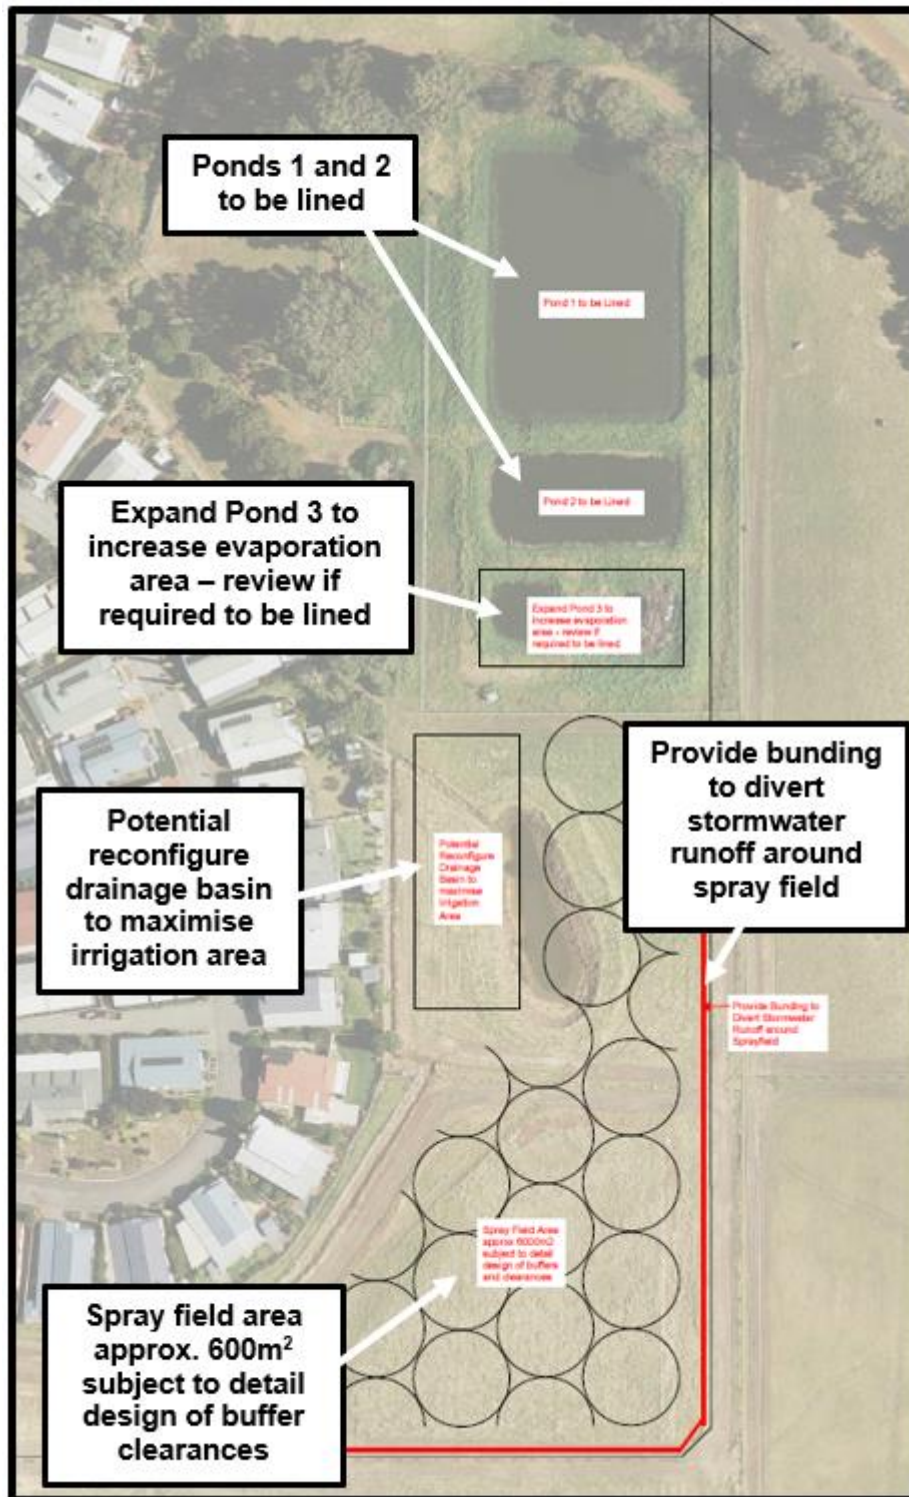 Ponds 1 and 2
to be lined
Pond 1 to be Lined
Pond 2 to be Lined
Expand Pond 3 to
increase evaporation
area – review if
required to be lined
Expand Pond 3 to
increase evaporation
area - review if
required to be lined
Provide bunding
to divert
stormwater
runoff around
spray field
Potential
reconfigure
drainage basin
to maximise
irrigation area
Potential
Reconfigure
Drainage
Basin to
maximise
Irrigation
Area
Provide Bunding to
Divert Stormwater
Runoff around
Sprayfield
Spray Field Area
approx 6000m2
subject to detail
design of buffers
and clearances
Spray field area
approx. 600m²
subject to detail
design of buffer
clearances